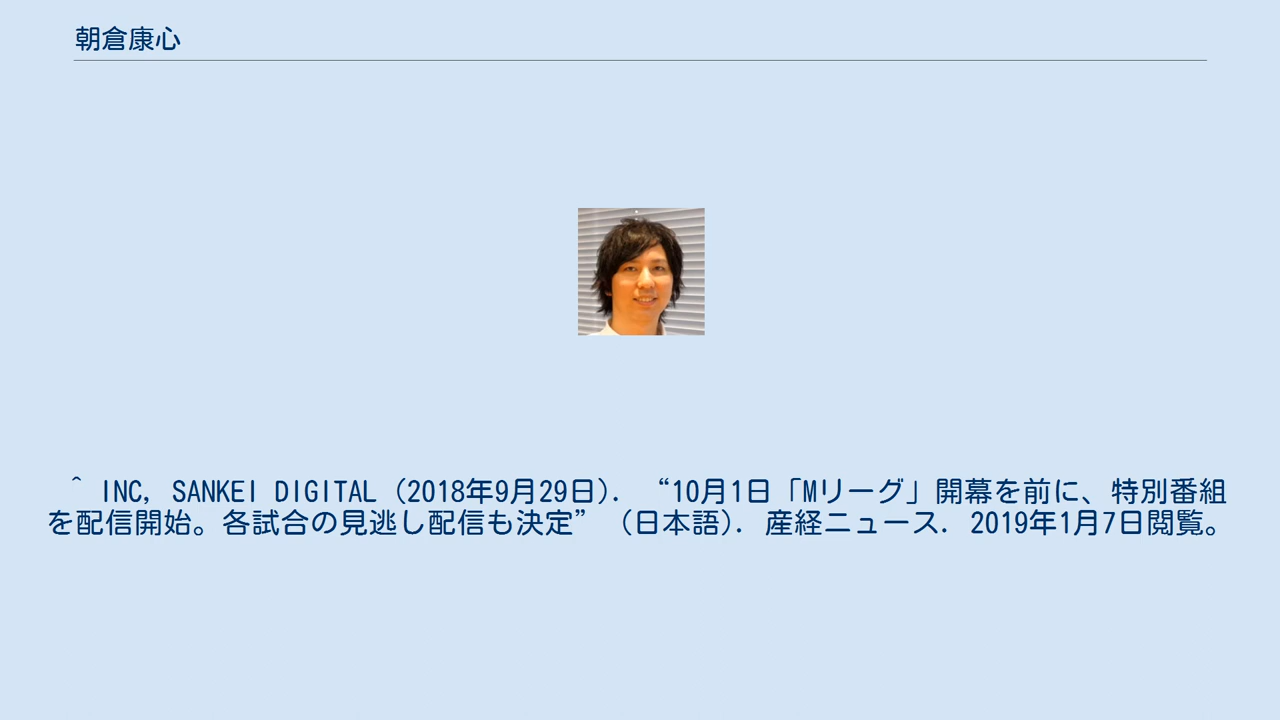 朝倉康心
^ INC, SANKEI DIGITAL (2018年9月29日). “10月1日「Mリーグ」開幕を前に、特別番組
を配信開始。各試合の見逃し配信も決定” (日本語). 産経ニュース. 2019年1月7日閲覧。